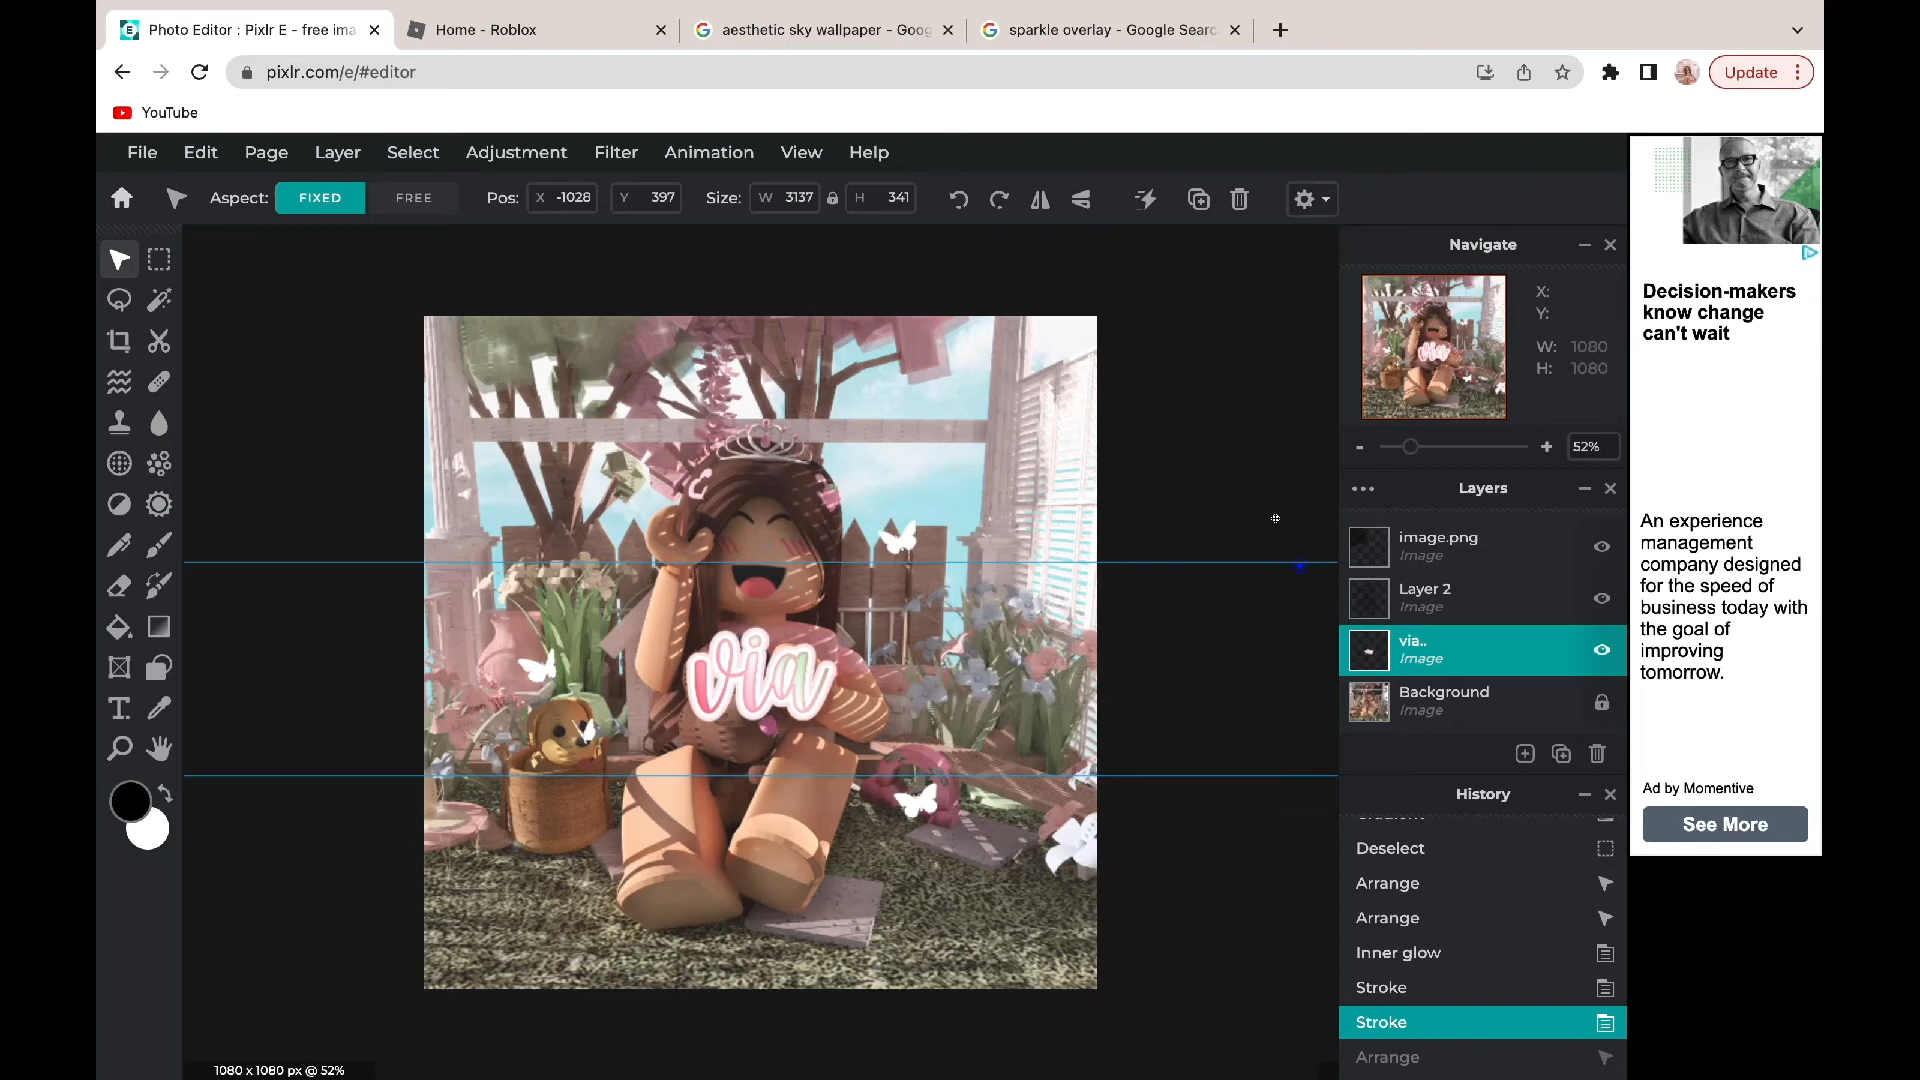 Photo Editor : Pixlr E - free ima
Home - Roblox
aesthetic sky wallpaper - Goog
sparkle overlay - Google Searc
pixlr.com/e/#editor
Update
YouTube
File Edit Page Layer Select Adjustment Filter Animation View Help
Aspect: FIXED FREE Pos: X -1028 Y 397 Size: W 3137 H 341
Navigate
X:
Y:
W: 1080
H: 1080
- + 52%
Layers
image.png
Image
Layer 2
Image
via..
Image
Background
Image
History
Deselect
Arrange
Arrange
Inner glow
Stroke
Stroke
Arrange
via
1080 x 1080 px @ 52%
Decision-makers
know change
can't wait
An experience
management
company designed
for the speed of
business today with
the goal of
improving
tomorrow.
Ad by Momentive
See More